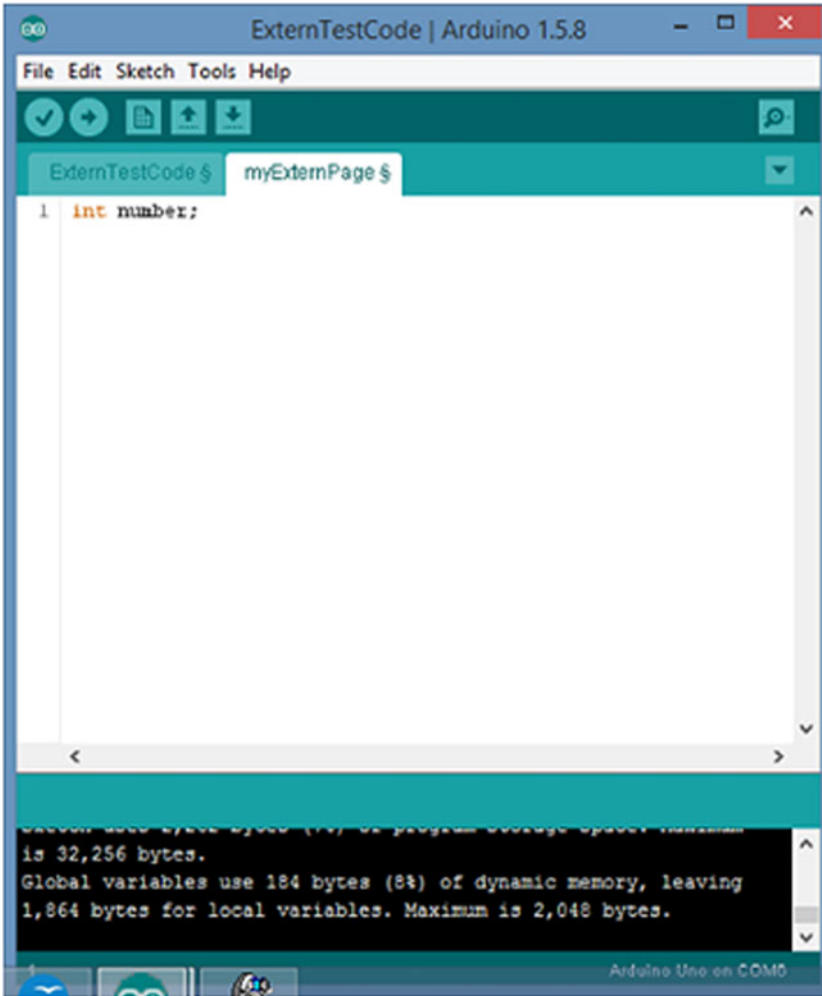 ExternTestCode | Arduino 1.5.8
File Edit Sketch Tools Help
ExternTestCode § myExternPage §
1 int number;
is 32,256 bytes.
Global variables use 184 bytes (8%) of dynamic memory, leaving
1,864 bytes for local variables. Maximum is 2,048 bytes.
1 Arduino Uno on COM6